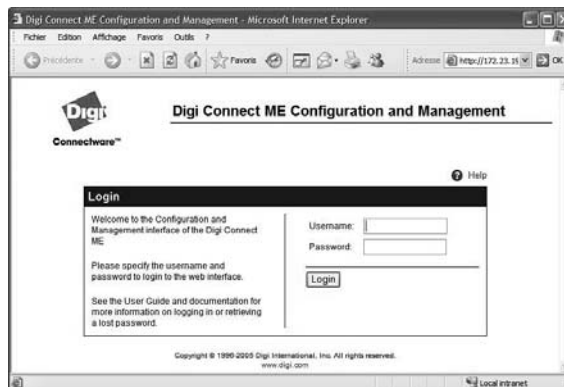 Digi Connect ME Configuration and Management - Microsoft Internet Explorer
Fichier Edition Affichage Favoris Outils ?
Précédente Favoris Adresse http://172.23.19 OK
Digi
Connectware™
Digi Connect ME Configuration and Management
Help
Login
Welcome to the Configuration and
Management interface of the Digi Connect
ME
Please specify the username and
password to login to the web interface.
See the User Guide and documentation for
more information on logging in or retrieving
a lost password.
Username:
Password:
Login
Copyright © 1996-2005 Digi International, Inc. All rights reserved.
www.digi.com
Local intranet